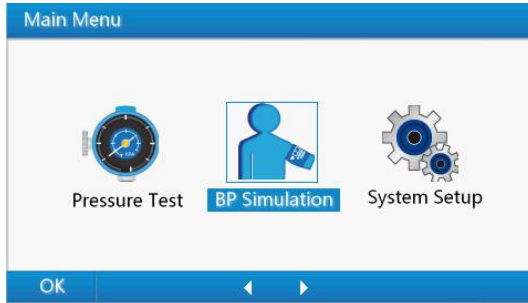 Main Menu
Pressure Test
BP Simulation
System Setup
OK